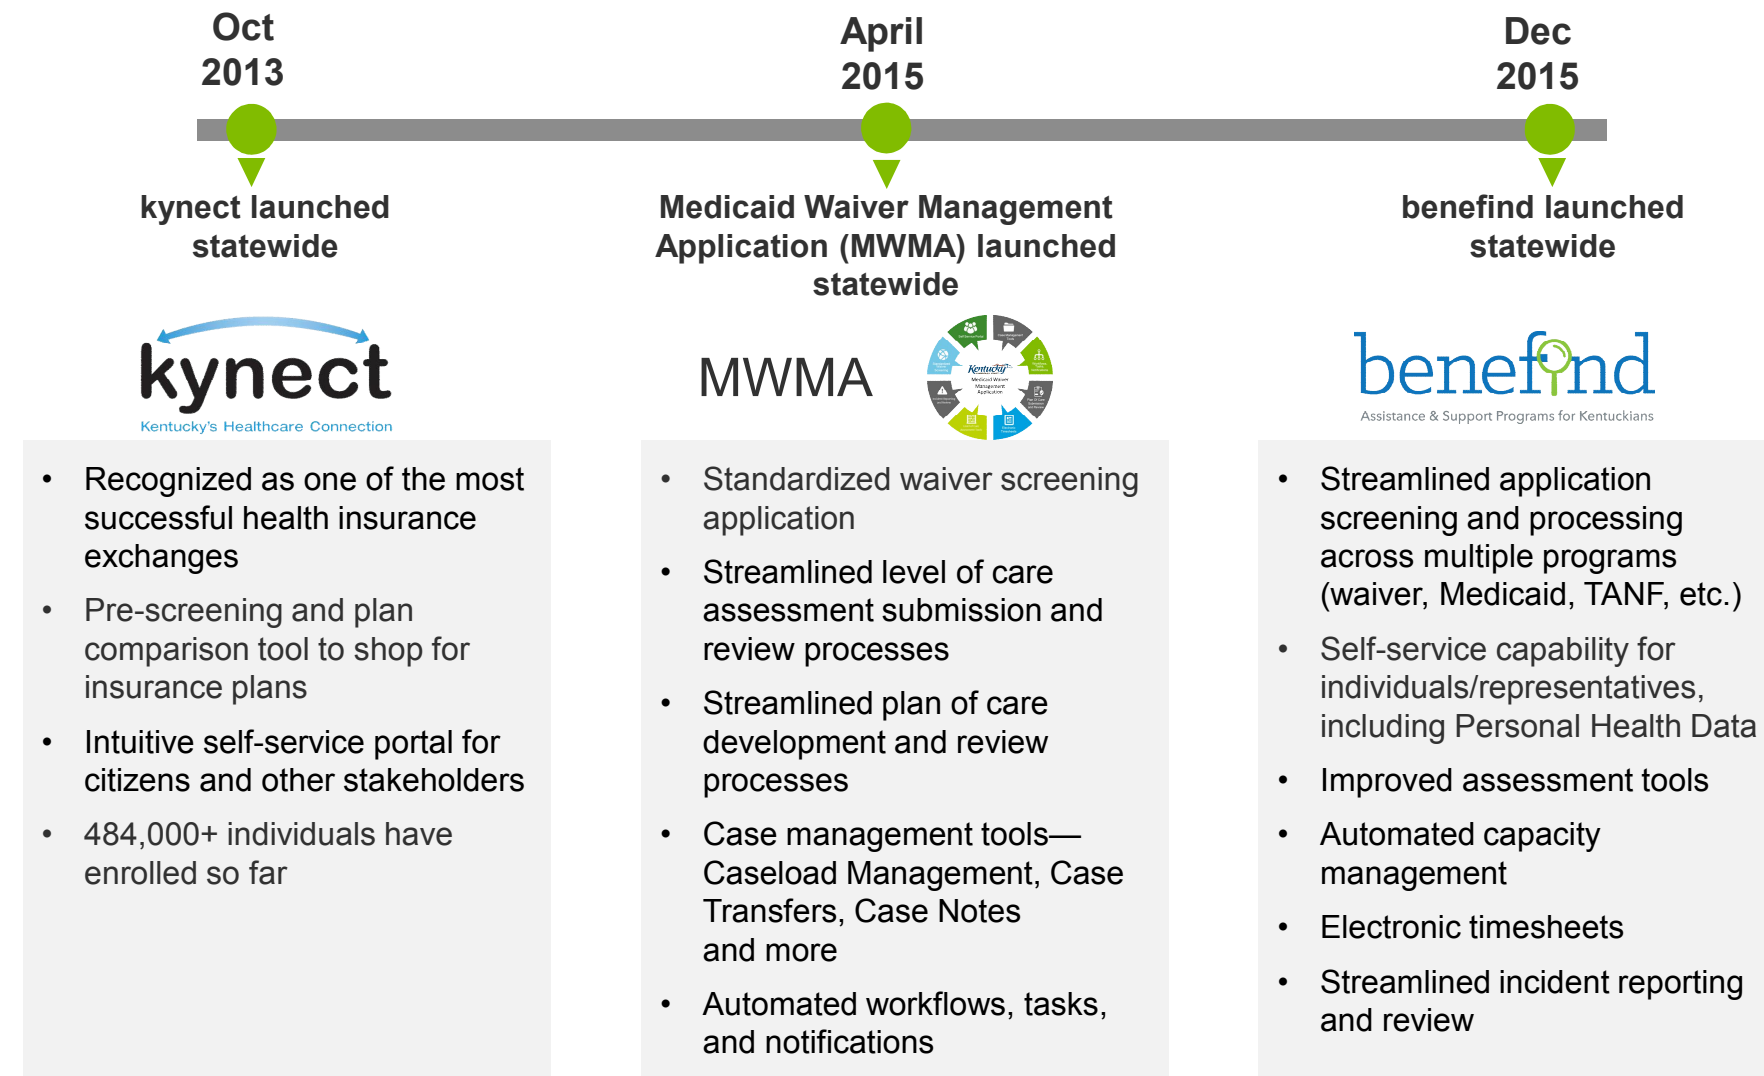 Oct
2013
April
2015
Dec
2015
kynect launched
statewide
Medicaid Waiver Management
Application (MWMA) launched
statewide
benefind launched
statewide
kynect
Kentucky's Healthcare Connection
MWMA
Kentucky
Medicaid Waiver
Management
Application
benefind
Assistance & Support Programs for Kentuckians
• Recognized as one of the most
successful health insurance
exchanges
• Pre-screening and plan
comparison tool to shop for
insurance plans
• Intuitive self-service portal for
citizens and other stakeholders
• 484,000+ individuals have
enrolled so far
• Standardized waiver screening
application
• Streamlined level of care
assessment submission and
review processes
• Streamlined plan of care
development and review
processes
• Case management tools—
Caseload Management, Case
Transfers, Case Notes
and more
• Automated workflows, tasks,
and notifications
• Streamlined application
screening and processing
across multiple programs
(waiver, Medicaid, TANF, etc.)
• Self-service capability for
individuals/representatives,
including Personal Health Data
• Improved assessment tools
• Automated capacity
management
• Electronic timesheets
• Streamlined incident reporting
and review